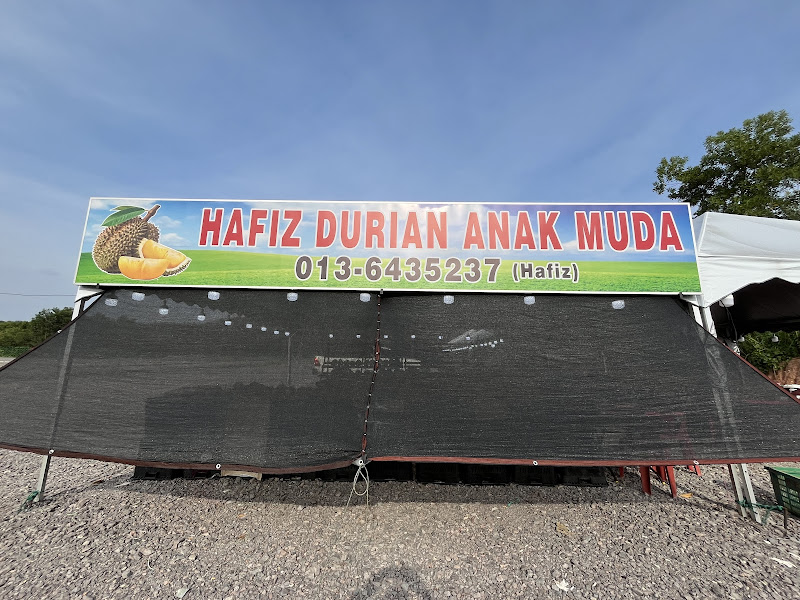 HAFIZ DURIAN ANAK MUDA
013-6435237 (Hafiz)